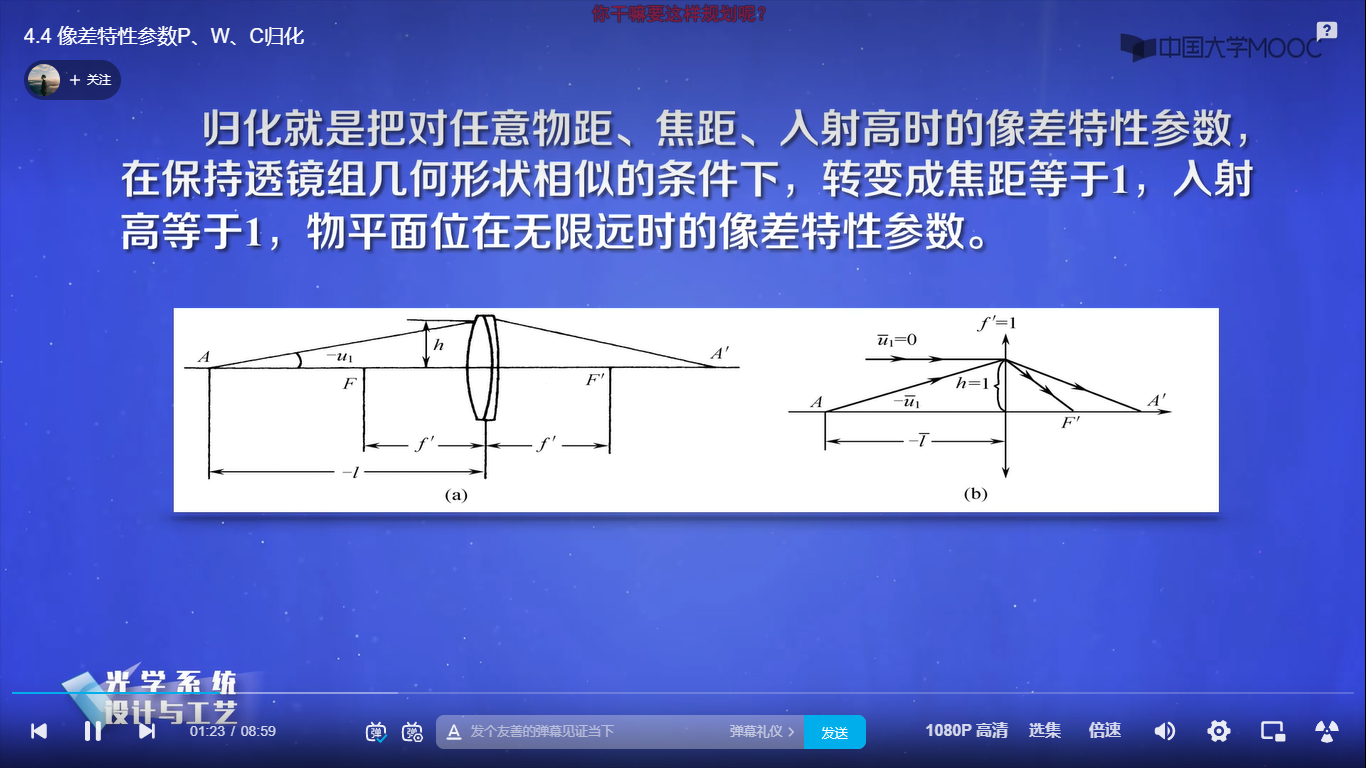 你干嘛要这样规划呢？
4.4 像差特性参数P、W、C归化
中国大学MOOC
?
+ 关注
归化就是把对任意物距、焦距、入射高时的像差特性参数，
在保持透镜组几何形状相似的条件下，转变成焦距等于1，入射
高等于1，物平面位在无限远时的像差特性参数。
A
−u₁
h
A′
F
F′
f′
f′
−l
(a)
f′=1
u̅₁=0
h=1
A
−u̅₁
A′
F′
−l̅
(b)
光学系统
设计与工艺
01:23 / 08:59
弹
弹
A
发个友善的弹幕见证当下
弹幕礼仪 >
发送
1080P 高清
选集
倍速